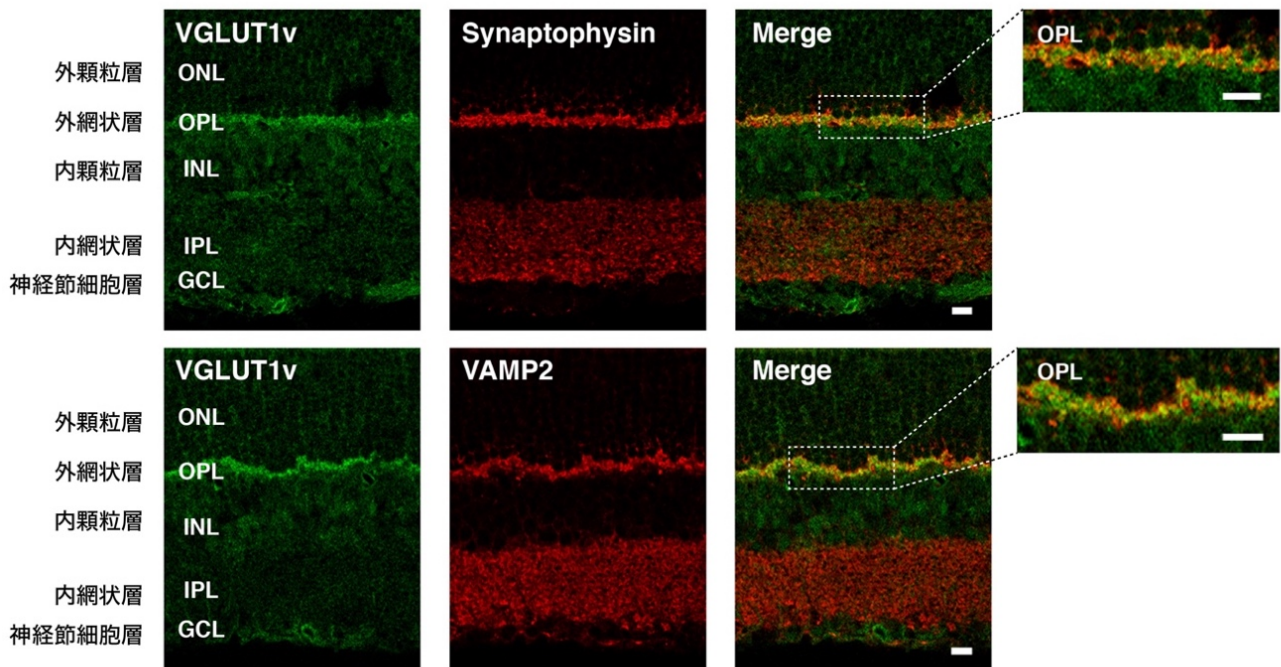 VGLUT1v
Synaptophysin
Merge
OPL
外顆粒層
ONL
外網状層
OPL
内顆粒層
INL
内網状層
IPL
神経節細胞層
GCL
VGLUT1v
VAMP2
Merge
OPL
外顆粒層
ONL
外網状層
OPL
内顆粒層
INL
内網状層
IPL
神経節細胞層
GCL